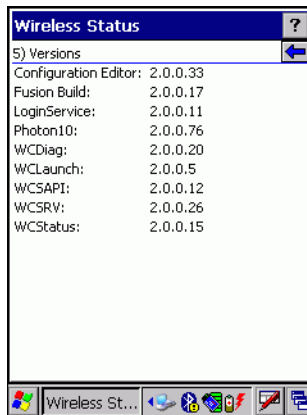 Wireless Status ?
5) Versions
Configuration Editor: 2.0.0.33
Fusion Build: 2.0.0.17
LoginService: 2.0.0.11
Photon10: 2.0.0.76
WCDiag: 2.0.0.20
WCLaunch: 2.0.0.5
WCSAPI: 2.0.0.12
WCSRV: 2.0.0.26
WCStatus: 2.0.0.15
Wireless St...